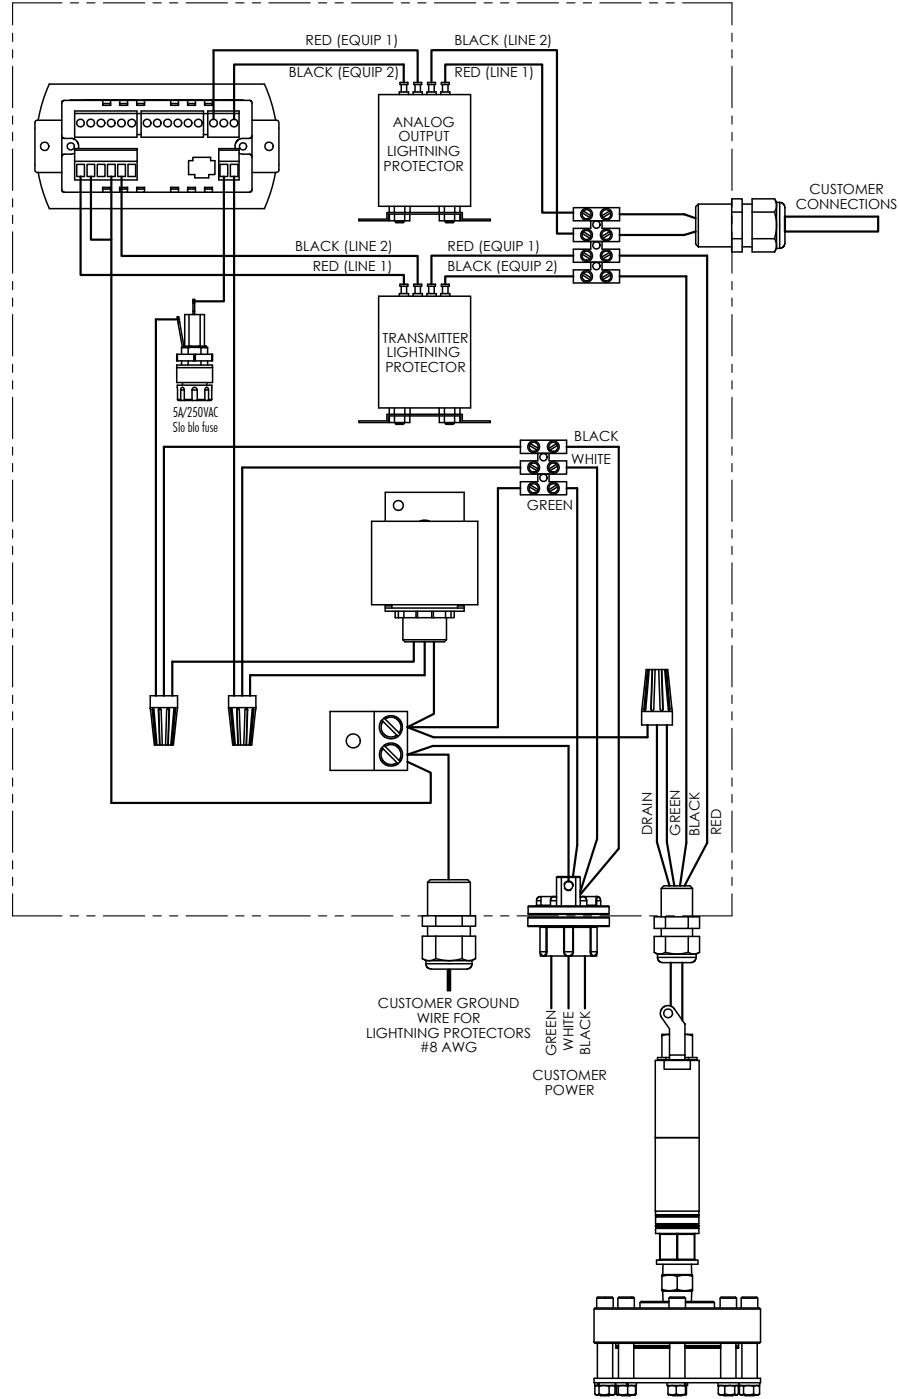 RED (EQUIP 1)
BLACK (LINE 2)
BLACK (EQUIP 2)
RED (LINE 1)
ANALOG
OUTPUT
LIGHTNING
PROTECTOR
CUSTOMER
CONNECTIONS
BLACK (LINE 2)
RED (EQUIP 1)
RED (LINE 1)
BLACK (EQUIP 2)
TRANSMITTER
LIGHTNING
PROTECTOR
5A/250VAC
Slo blo fuse
BLACK
WHITE
GREEN
DRAIN
GREEN
BLACK
RED
CUSTOMER GROUND
WIRE FOR
LIGHTNING PROTECTORS
#8 AWG
GREEN
WHITE
BLACK
CUSTOMER
POWER